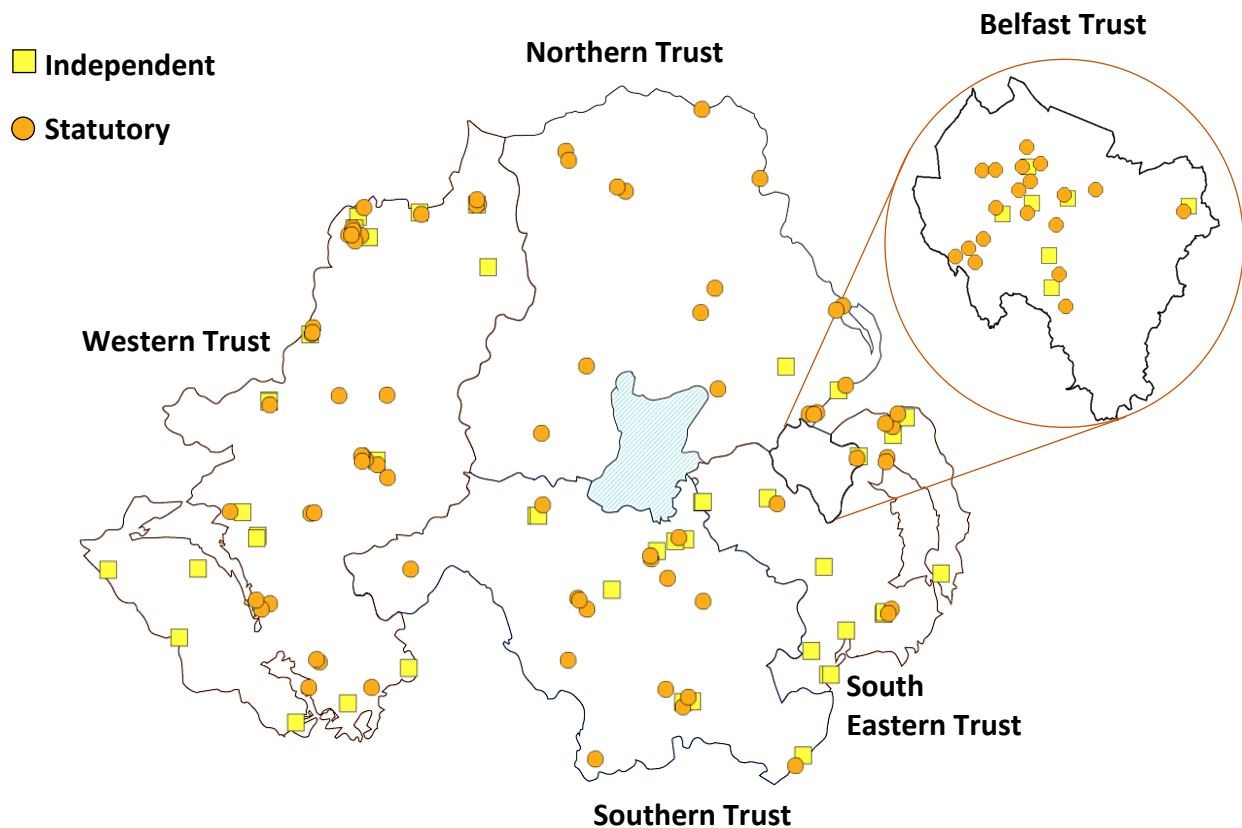 Belfast Trust
Northern Trust
Independent
Statutory
Western Trust
South
Eastern Trust
Southern Trust